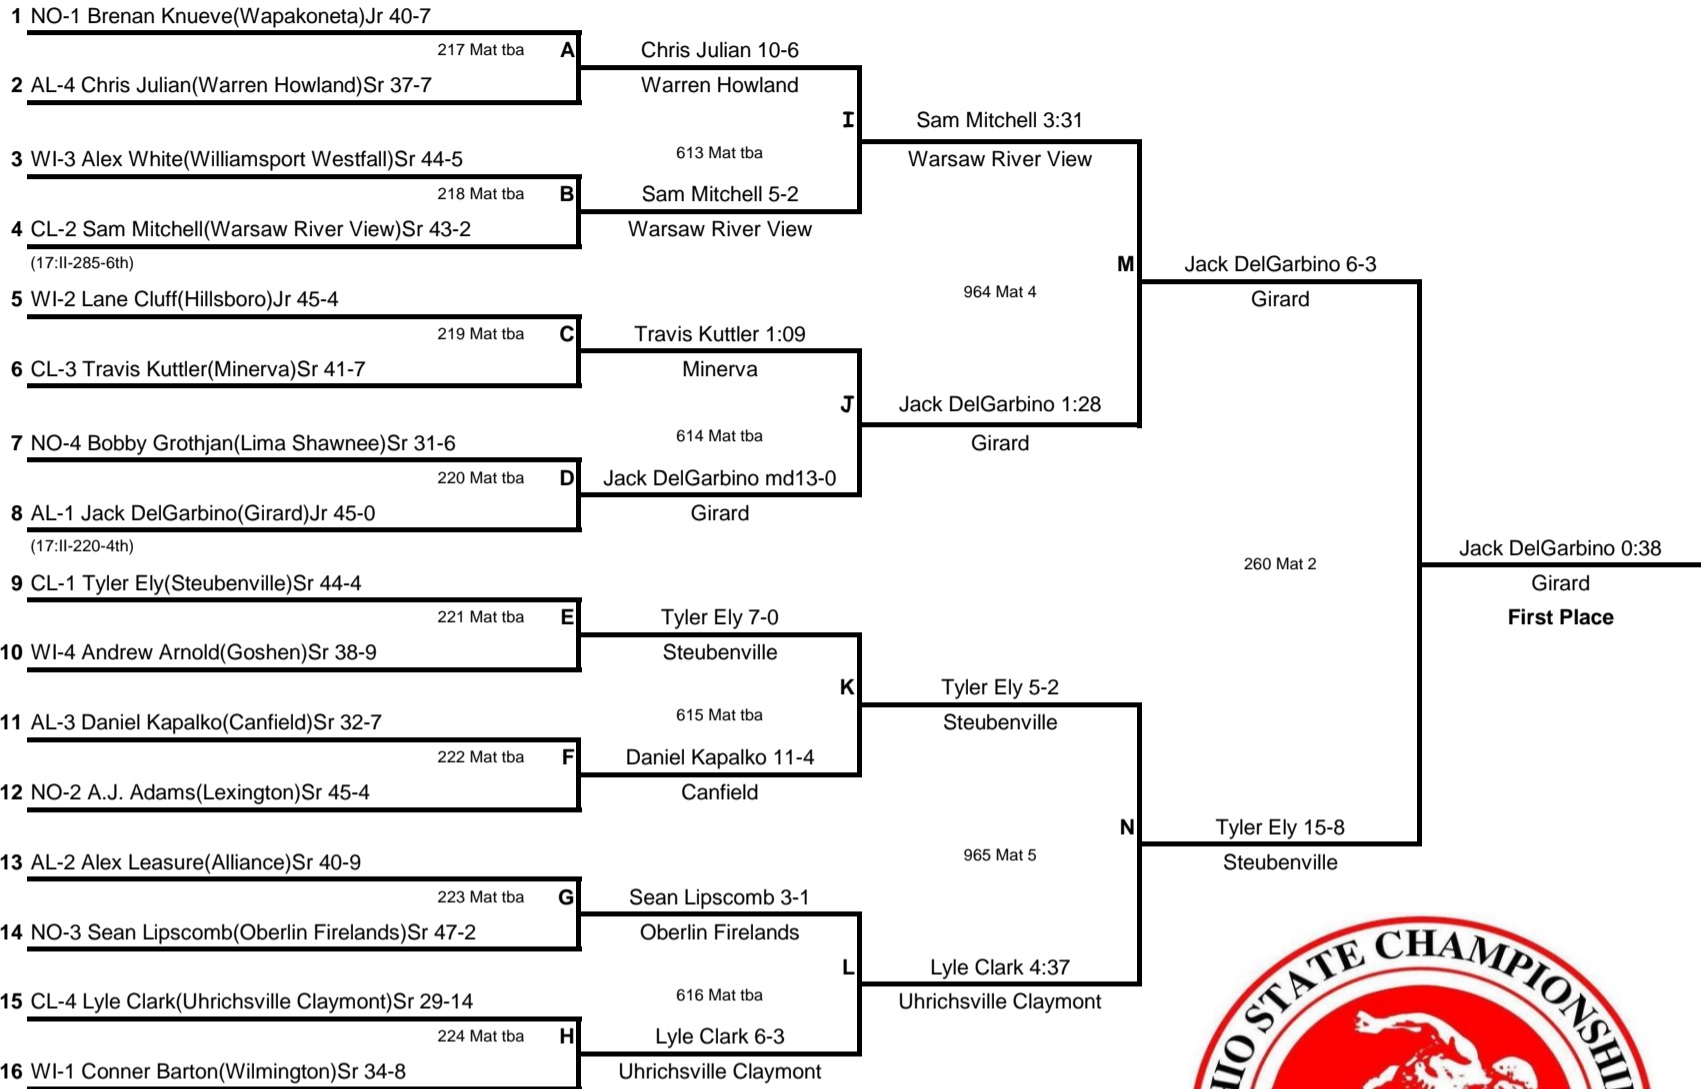 1 NO-1 Brenan Knueve(Wapakoneta)Jr 40-7
217 Mat tba A
2 AL-4 Chris Julian(Warren Howland)Sr 37-7
3 WI-3 Alex White(Williamsport Westfall)Sr 44-5
218 Mat tba B
4 CL-2 Sam Mitchell(Warsaw River View)Sr 43-2
(17:II-285-6th)
5 WI-2 Lane Cluff(Hillsboro)Jr 45-4
219 Mat tba C
6 CL-3 Travis Kuttler(Minerva)Sr 41-7
7 NO-4 Bobby Grothjan(Lima Shawnee)Sr 31-6
220 Mat tba D
8 AL-1 Jack DelGarbino(Girard)Jr 45-0
(17:II-220-4th)
9 CL-1 Tyler Ely(Steubenville)Sr 44-4
221 Mat tba E
10 WI-4 Andrew Arnold(Goshen)Sr 38-9
11 AL-3 Daniel Kapalko(Canfield)Sr 32-7
222 Mat tba F
12 NO-2 A.J. Adams(Lexington)Sr 45-4
13 AL-2 Alex Leasure(Alliance)Sr 40-9
223 Mat tba G
14 NO-3 Sean Lipscomb(Oberlin Firelands)Sr 47-2
15 CL-4 Lyle Clark(Uhrichsville Claymont)Sr 29-14
224 Mat tba H
16 WI-1 Conner Barton(Wilmington)Sr 34-8
Chris Julian 10-6
Warren Howland
I
613 Mat tba
Sam Mitchell 5-2
Warsaw River View
Travis Kuttler 1:09
Minerva
J
614 Mat tba
Jack DelGarbino md13-0
Girard
Tyler Ely 7-0
Steubenville
K
615 Mat tba
Daniel Kapalko 11-4
Canfield
Sean Lipscomb 3-1
Oberlin Firelands
L
616 Mat tba
Lyle Clark 6-3
Uhrichsville Claymont
Sam Mitchell 3:31
Warsaw River View
M
964 Mat 4
Jack DelGarbino 1:28
Girard
Tyler Ely 5-2
Steubenville
N
965 Mat 5
Lyle Clark 4:37
Uhrichsville Claymont
Jack DelGarbino 6-3
Girard
260 Mat 2
Tyler Ely 15-8
Steubenville
Jack DelGarbino 0:38
Girard
First Place
HIO STATE CHAMPIONSHI